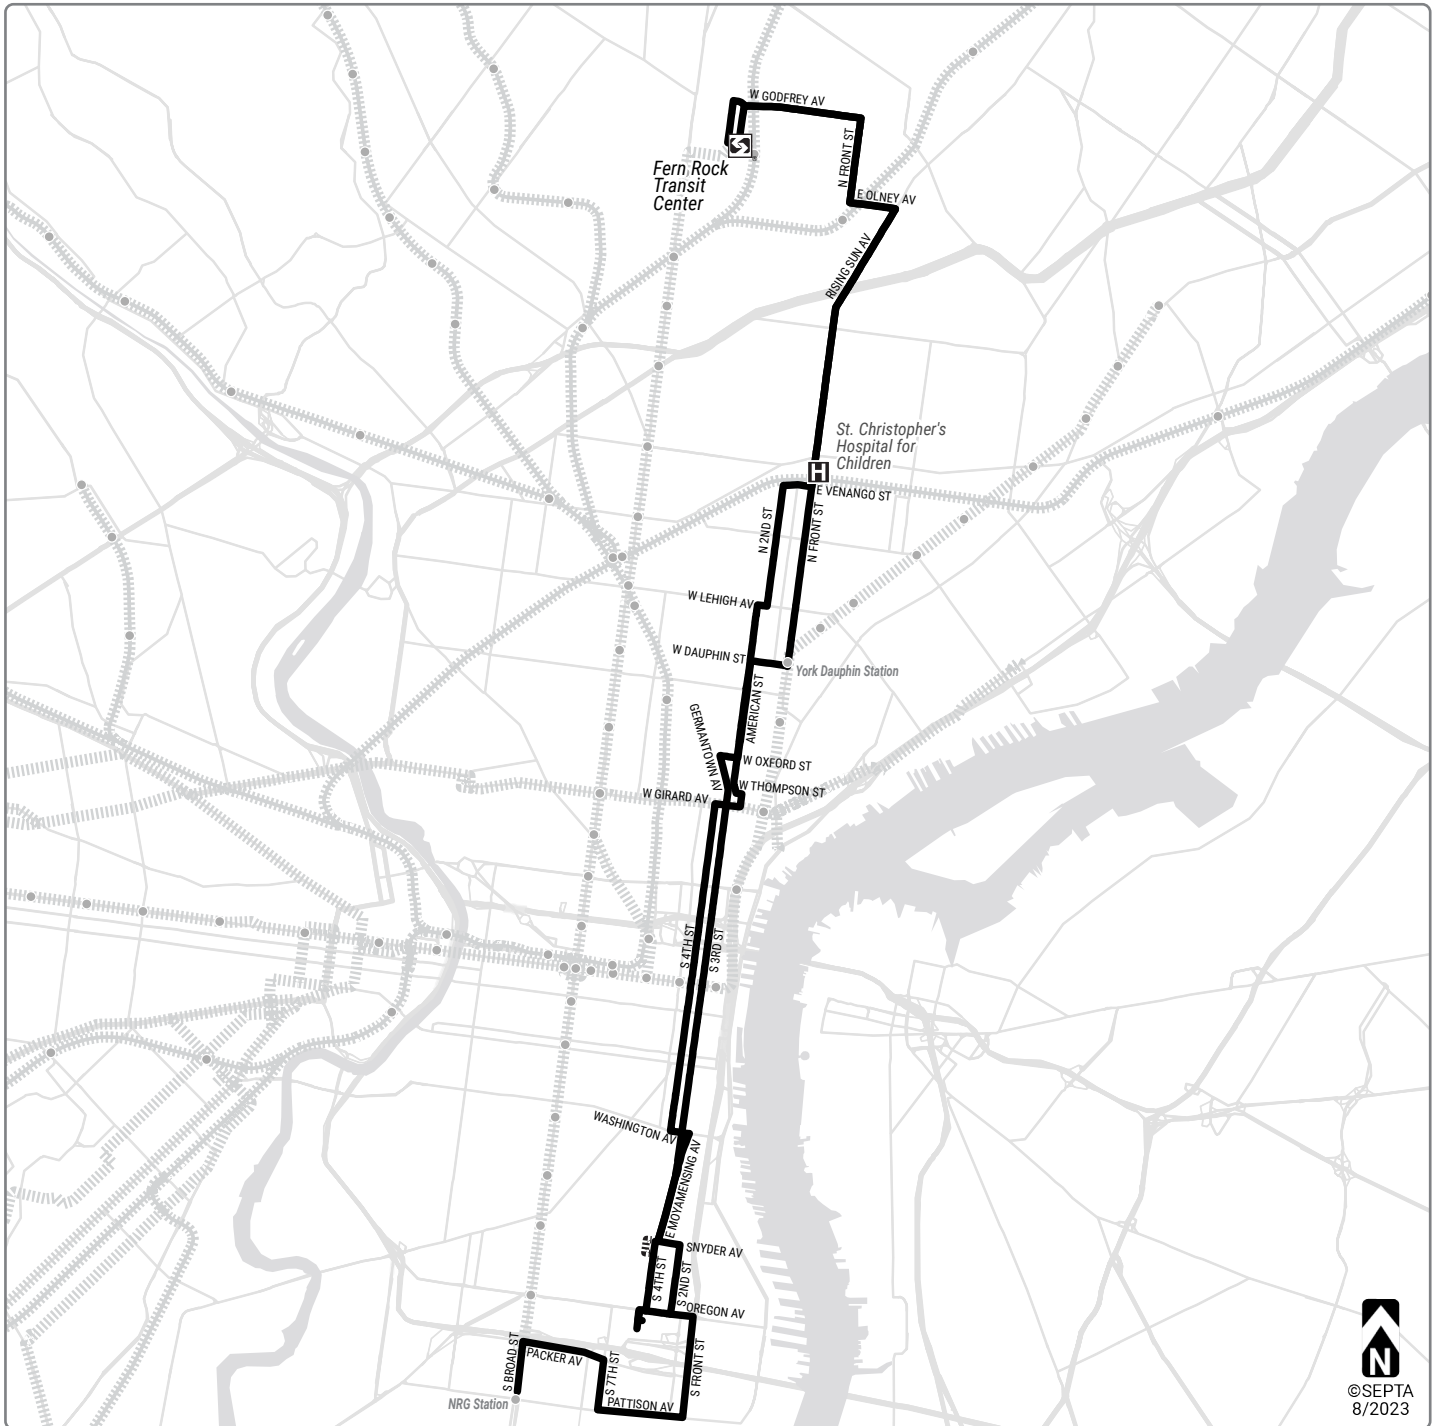 W GODFREY AV
N FRONT ST
Fern Rock
Transit
Center
E OLNEY AV
RISING SUN AV
St. Christopher's
Hospital for
Children
H
E VENANGO ST
N 2ND ST
N FRONT ST
W LEHIGH AV
W DAUPHIN ST
York Dauphin Station
AMERICAN ST
GERMANTOWN AV
W OXFORD ST
W THOMPSON ST
W GIRARD AV
S 4TH ST
S 3RD ST
WASHINGTON AV
E MOYAMENSING AV
SNYDER AV
S 4TH ST
S 2ND ST
OREGON AV
S BROAD ST
PACKER AV
S 7TH ST
S FRONT ST
PATTISON AV
NRG Station
N
©SEPTA
8/2023